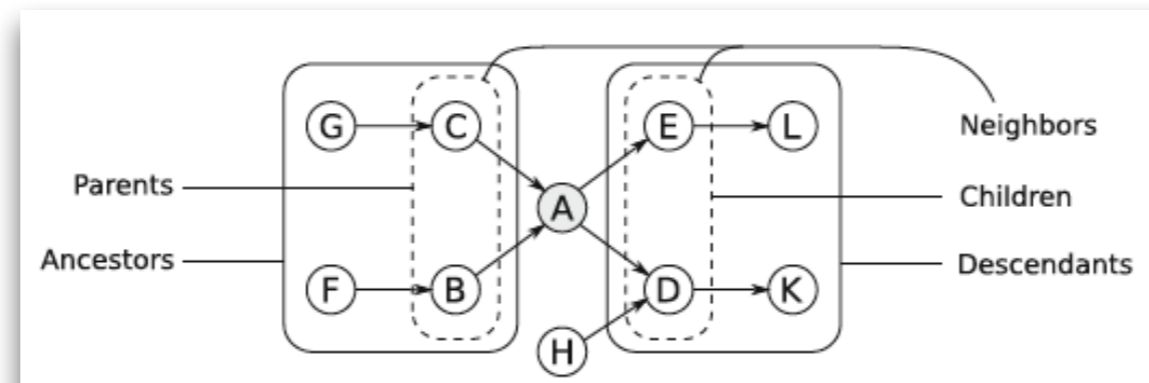 G C E L Neighbors
Parents A Children
Ancestors Descendants
F B D K
H